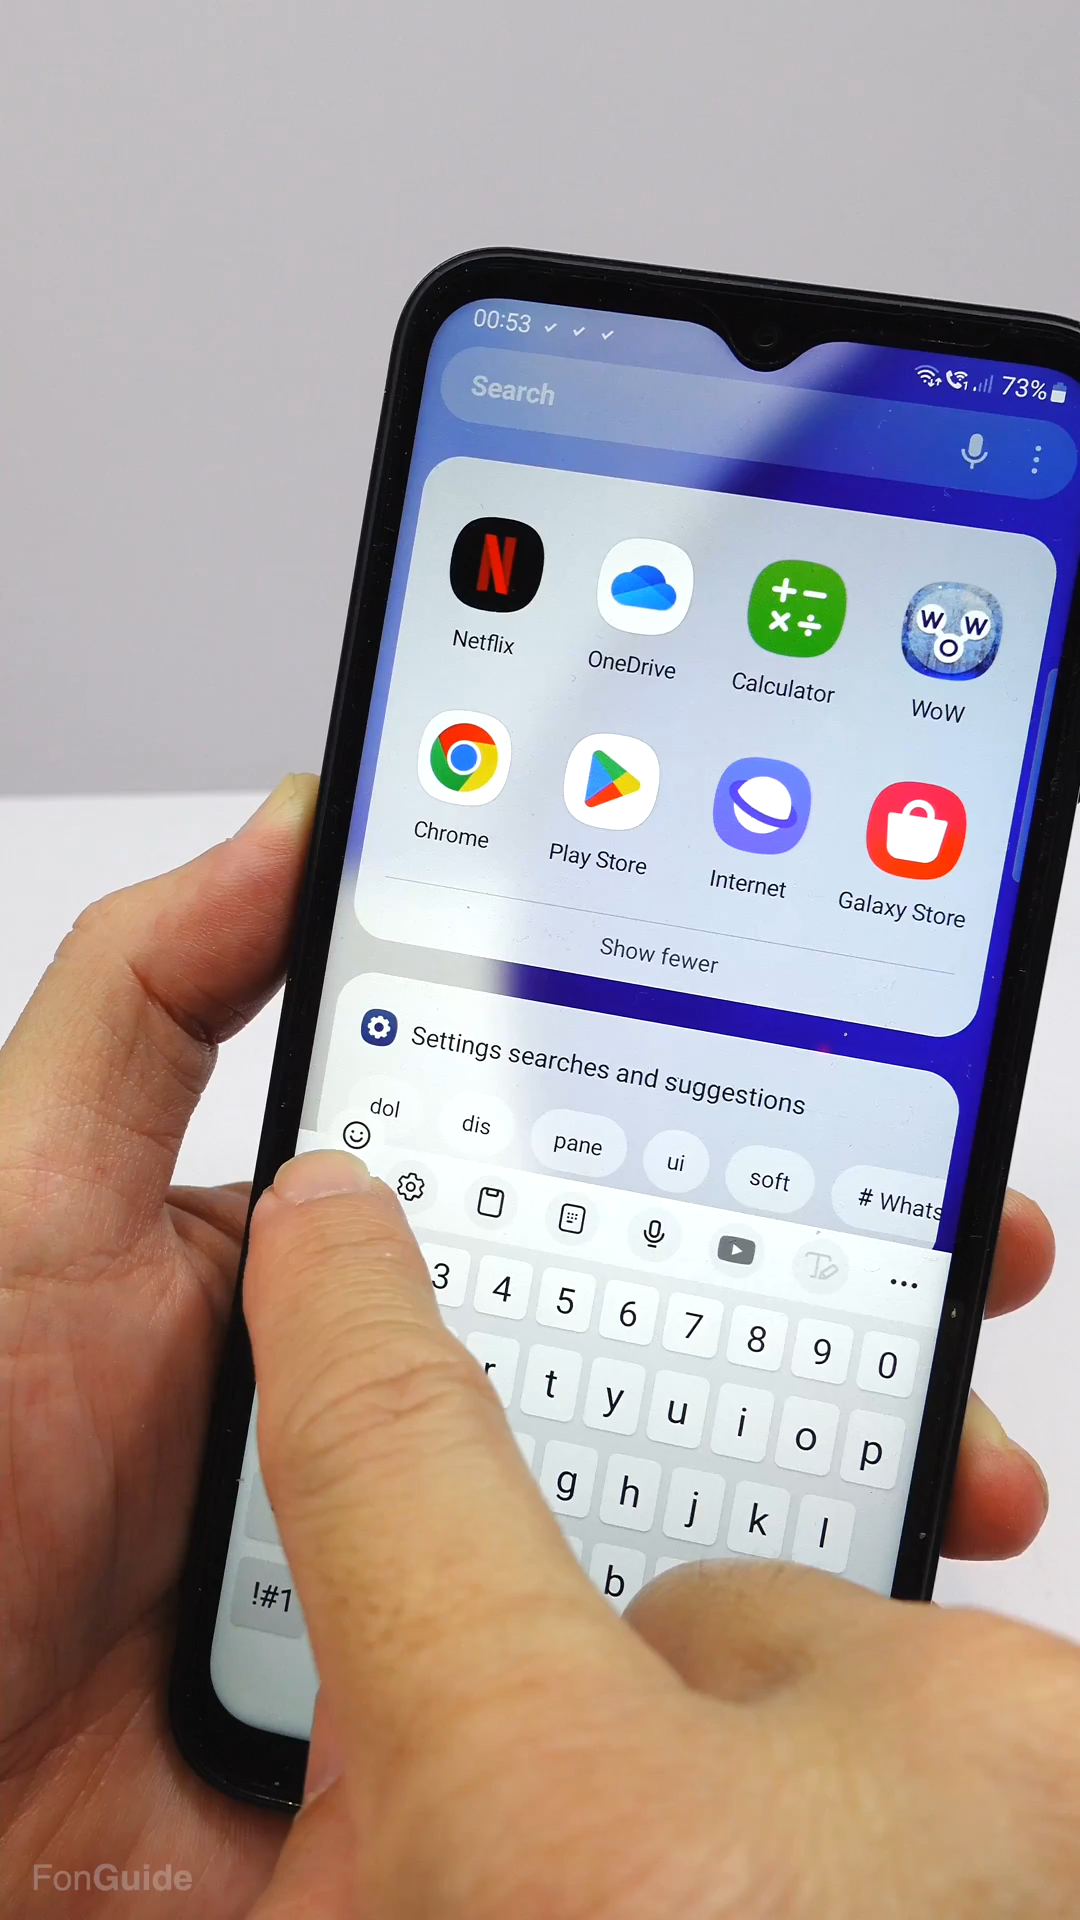 00:53
73%
Search
Netflix
OneDrive
Calculator
W W O
WoW
Chrome
Play Store
Internet
Galaxy Store
Show fewer
Settings searches and suggestions
dol dis pane ui soft # Whats
3 4 5 6 7 8 9 0
r t y u i o p
g h j k l
b
!#1
FonGuide